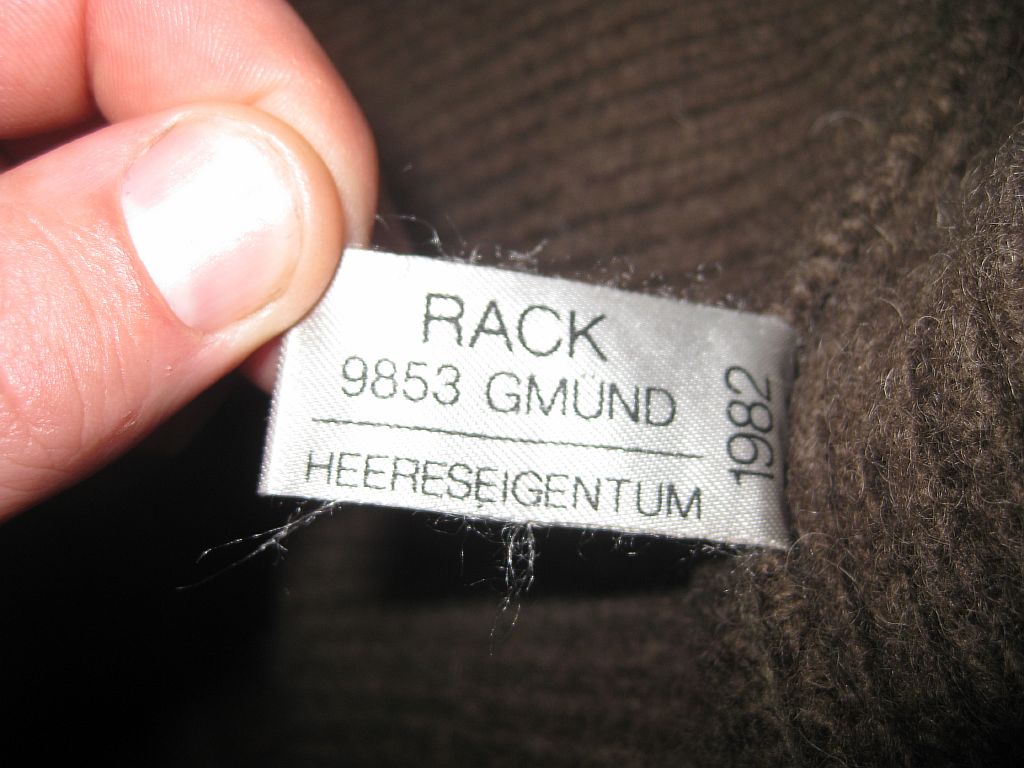 RACK
9853 GMÜND
HEERESEIGENTUM
1982